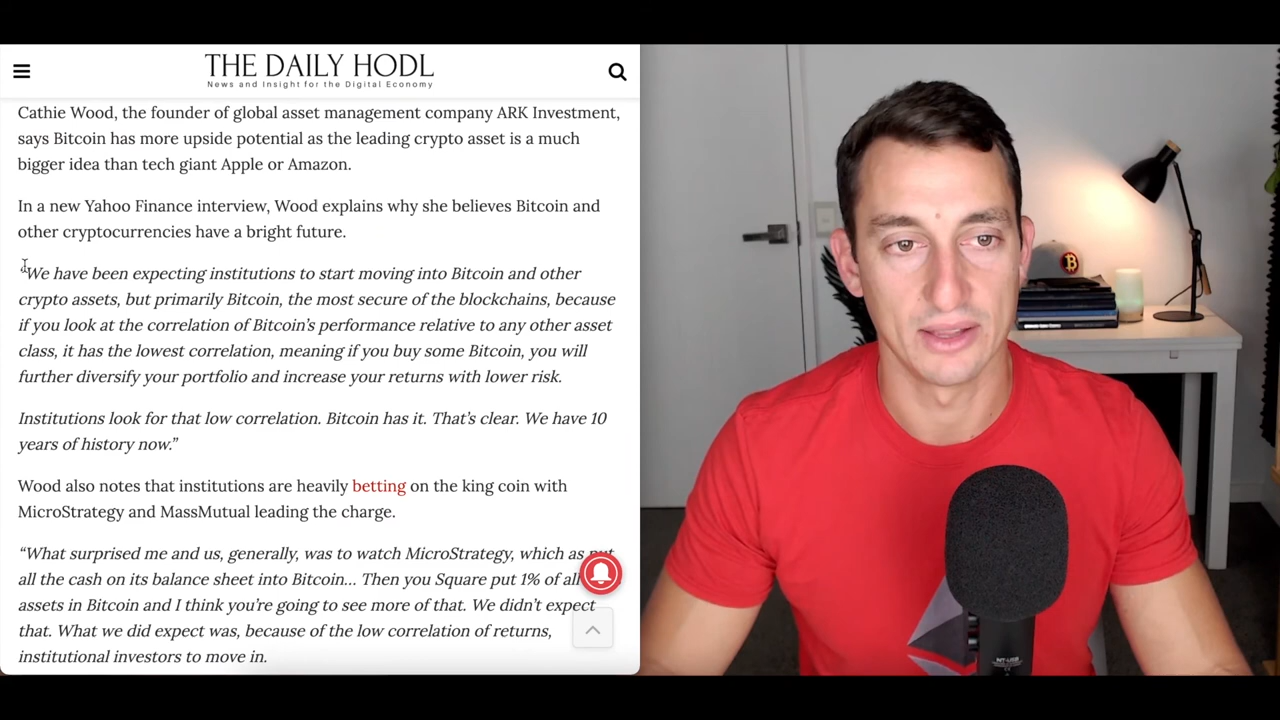 THE DAILY HODL
News and Insight for the Digital Economy
Cathie Wood, the founder of global asset management company ARK Investment,
says Bitcoin has more upside potential as the leading crypto asset is a much
bigger idea than tech giant Apple or Amazon.
In a new Yahoo Finance interview, Wood explains why she believes Bitcoin and
other cryptocurrencies have a bright future.
“We have been expecting institutions to start moving into Bitcoin and other
crypto assets, but primarily Bitcoin, the most secure of the blockchains, because
if you look at the correlation of Bitcoin’s performance relative to any other asset
class, it has the lowest correlation, meaning if you buy some Bitcoin, you will
further diversify your portfolio and increase your returns with lower risk.
Institutions look for that low correlation. Bitcoin has it. That’s clear. We have 10
years of history now.”
Wood also notes that institutions are heavily betting on the king coin with
MicroStrategy and MassMutual leading the charge.
“What surprised me and us, generally, was to watch MicroStrategy, which as put
all the cash on its balance sheet into Bitcoin… Then you Square put 1% of all
assets in Bitcoin and I think you’re going to see more of that. We didn’t expect
that. What we did expect was, because of the low correlation of returns,
institutional investors to move in.
NT-USB